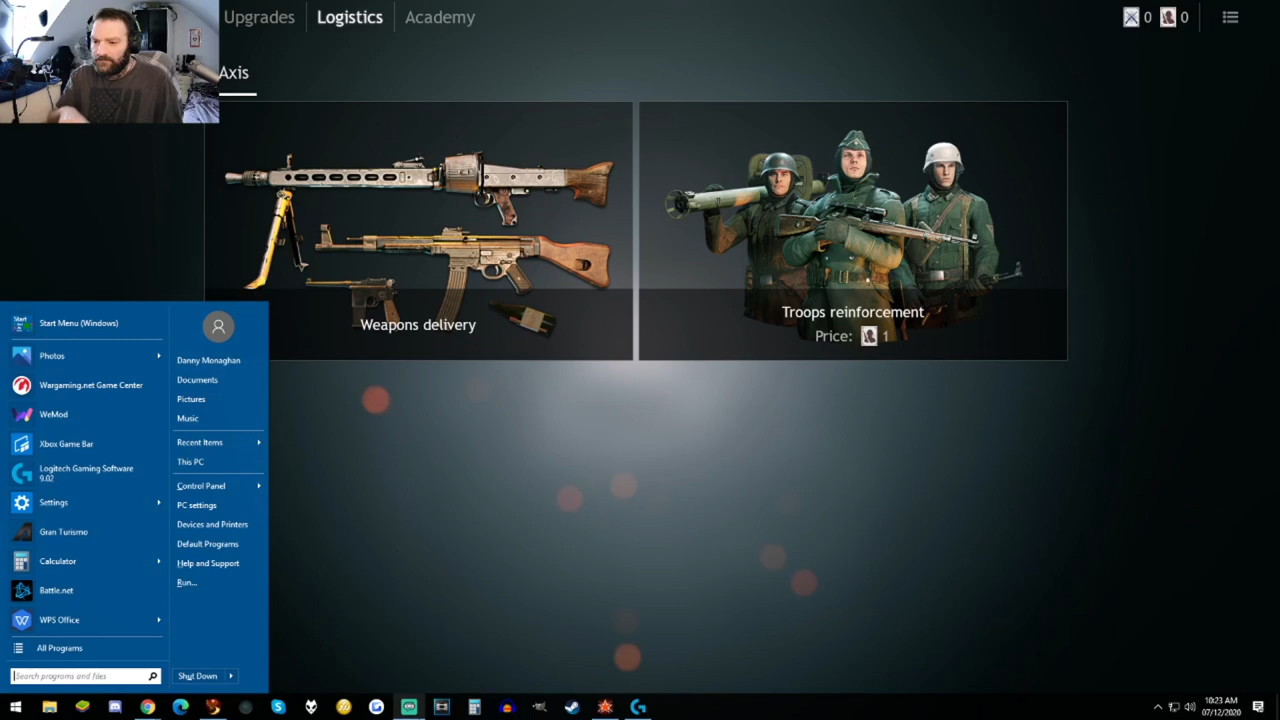 Upgrades
Logistics
Academy
0
0
Axis
Weapons delivery
Troops reinforcement
Price: 1
Start Menu (Windows)
Photos
Wargaming.net Game Center
WeMod
Xbox Game Bar
Logitech Gaming Software
9.02
Settings
Gran Turismo
Calculator
Battle.net
WPS Office
All Programs
Search programs and files
Danny Monaghan
Documents
Pictures
Music
Recent Items
This PC
Control Panel
PC settings
Devices and Printers
Default Programs
Help and Support
Run...
Shut Down
10:23 AM
07/12/2020